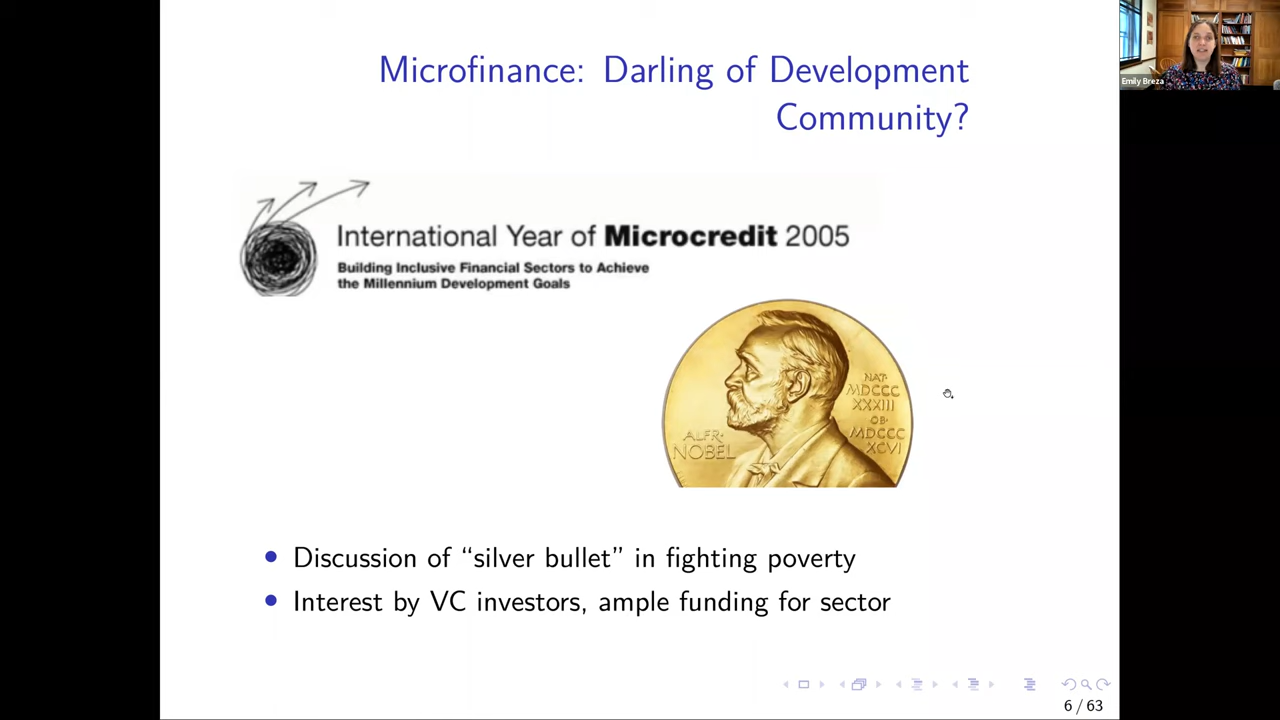 Microfinance: Darling of Development
Community?
Emily Breza
International Year of Microcredit 2005
Building Inclusive Financial Sectors to Achieve
the Millennium Development Goals
NAT·
MDCCC
XXXIII
OB·
MDCCC
XCVI
ALFR·
NOBEL
• Discussion of “silver bullet” in fighting poverty
• Interest by VC investors, ample funding for sector
6 / 63